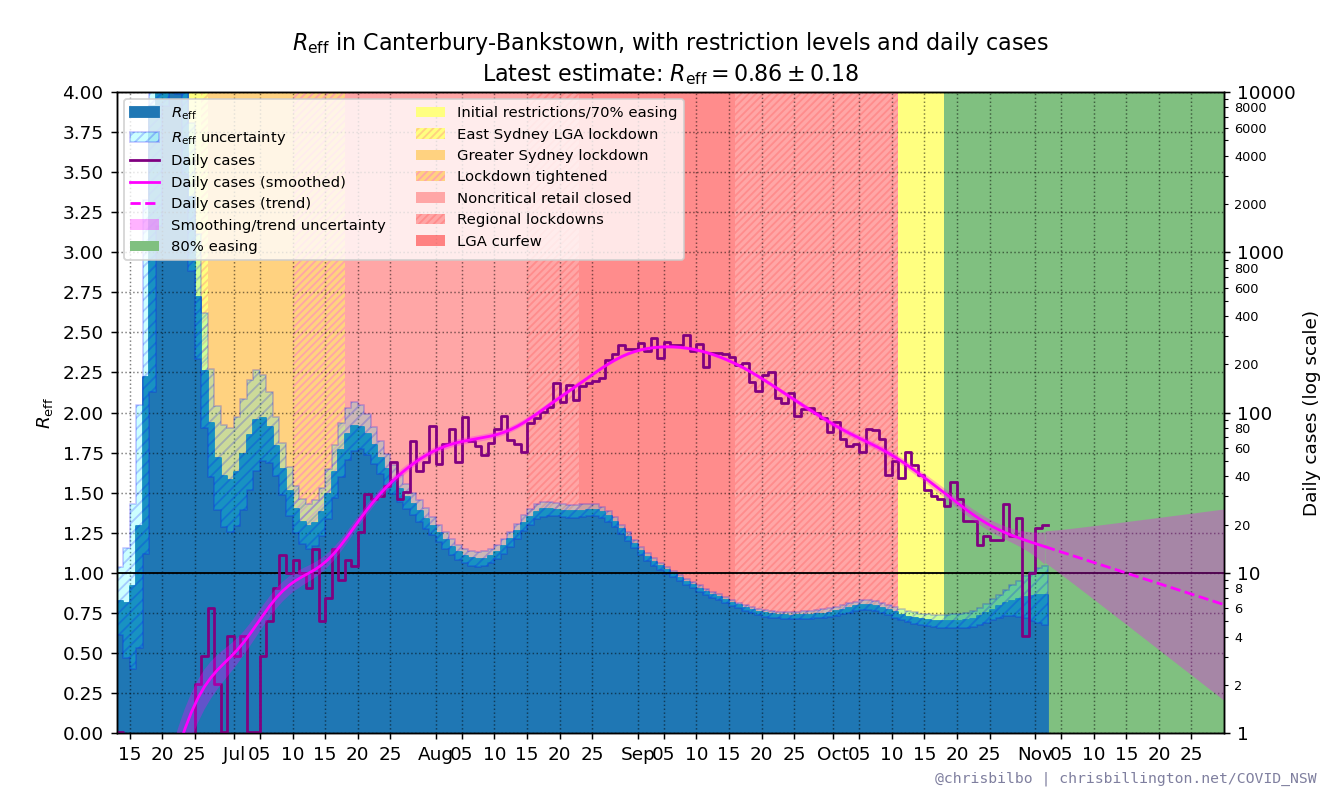 R_eff in Canterbury-Bankstown, with restriction levels and daily cases
Latest estimate: R_eff = 0.86 ± 0.18
4.00
3.75
3.50
3.25
3.00
2.75
2.50
2.25
2.00
1.75
1.50
1.25
1.00
0.75
0.50
0.25
0.00
R_eff
R_eff
R_eff uncertainty
Daily cases
Daily cases (smoothed)
Daily cases (trend)
Smoothing/trend uncertainty
80% easing
Initial restrictions/70% easing
East Sydney LGA lockdown
Greater Sydney lockdown
Lockdown tightened
Noncritical retail closed
Regional lockdowns
LGA curfew
10000
8000
6000
4000
2000
1000
800
600
400
200
100
80
60
40
20
10
8
6
4
2
1
Daily cases (log scale)
15 20 25 Jul 05 10 15 20 25 Aug 05 10 15 20 25 Sep 05 10 15 20 25 Oct 05 10 15 20 25 Nov 05 10 15 20 25
@chrisbilbo | chrisbillington.net/COVID_NSW